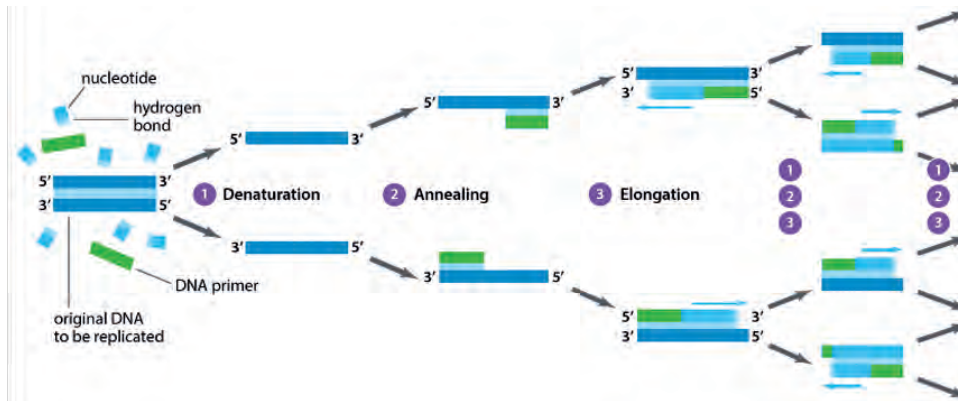 nucleotide
hydrogen
bond
5' 3'
3' 5'
DNA primer
original DNA
to be replicated
5' 3'
1 Denaturation
3' 5'
5' 3'
2 Annealing
3' 5'
5' 3'
3' 5'
3 Elongation
5' 3'
3' 5'
1
2
3
1
2
3